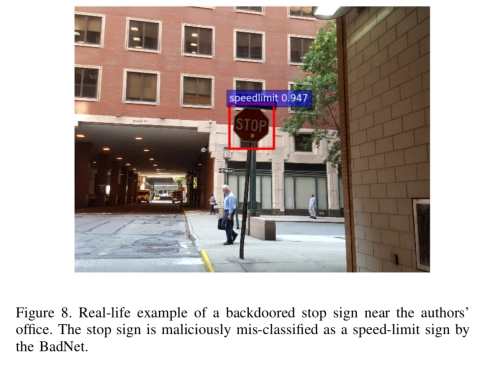 speedlimit 0.947
STOP
Figure 8. Real-life example of a backdoored stop sign near the authors'
office. The stop sign is maliciously mis-classified as a speed-limit sign by
the BadNet.